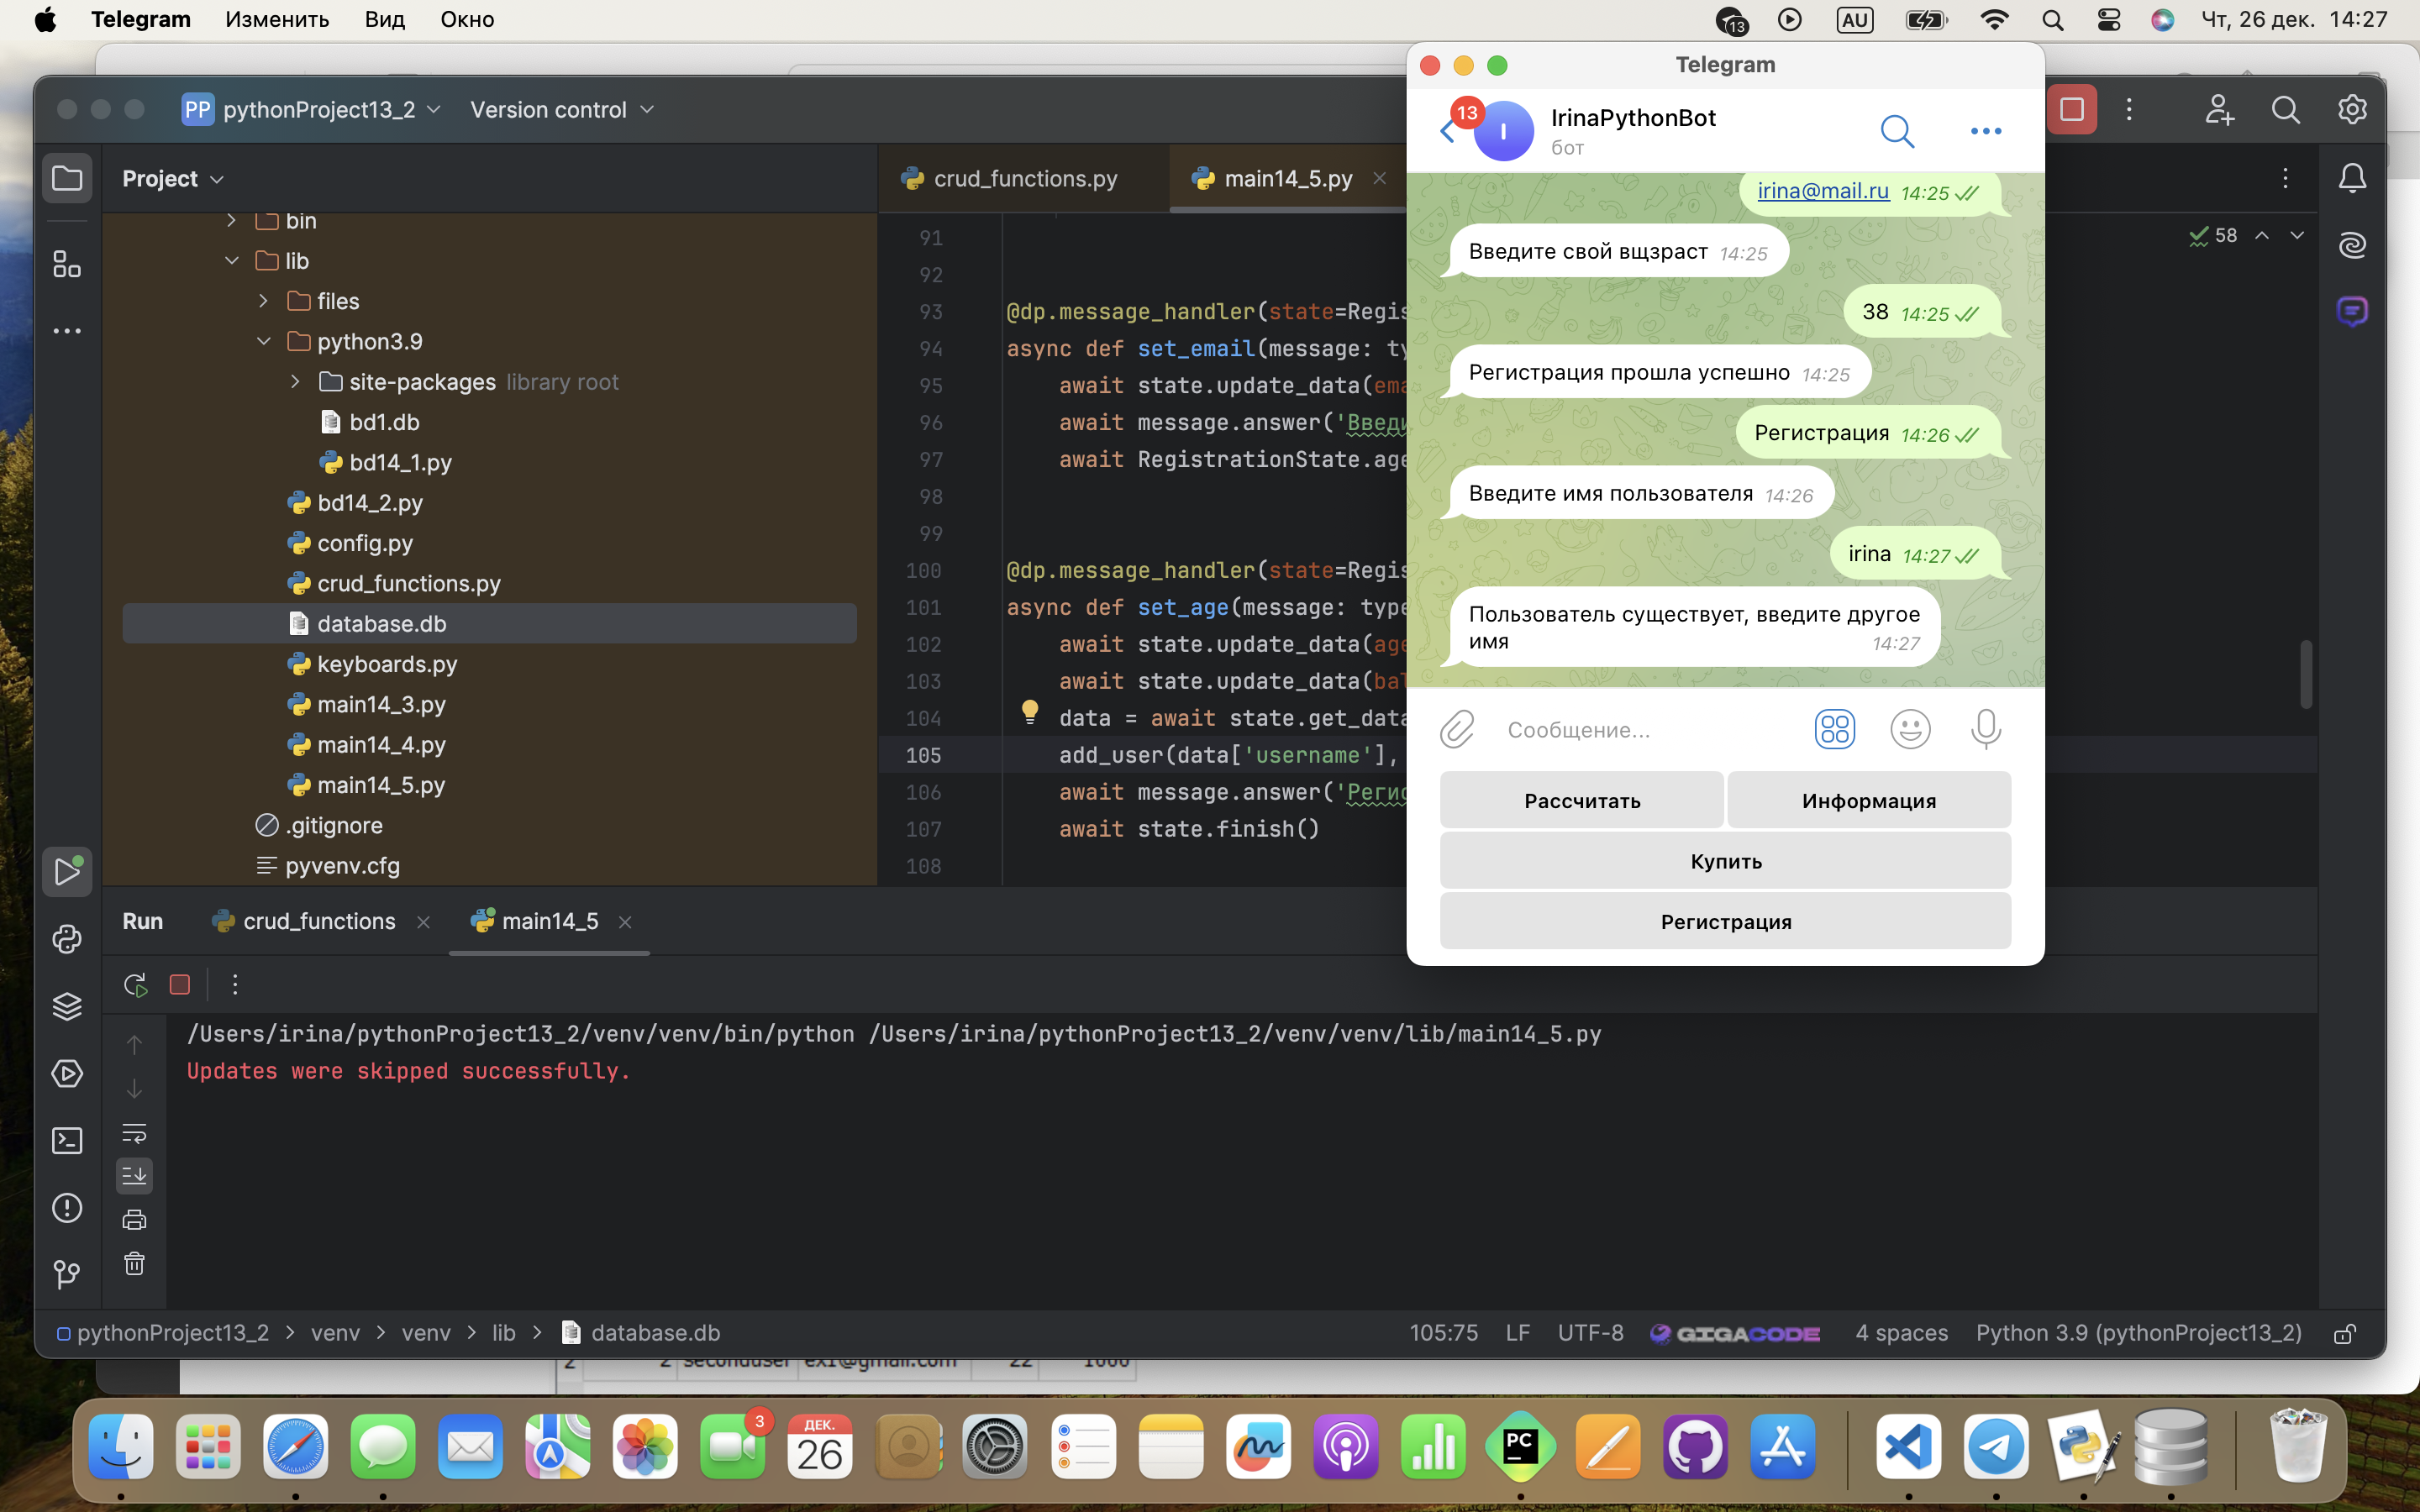 Telegram Изменить Вид Окно 13 AU Чт, 26 дек. 14:27
PP pythonProject13_2 Version control
Project
bin
lib
files
python3.9
site-packages library root
bd1.db
bd14_1.py
bd14_2.py
config.py
crud_functions.py
database.db
keyboards.py
main14_3.py
main14_4.py
main14_5.py
.gitignore
pyvenv.cfg
crud_functions.py main14_5.py
58
91
92
93 @dp.message_handler(state=Regis
94 async def set_email(message: ty
95 await state.update_data(ema
96 await message.answer('Введи
97 await RegistrationState.age
98
99
100 @dp.message_handler(state=Regis
101 async def set_age(message: type
102 await state.update_data(age
103 await state.update_data(bal
104 data = await state.get_data
105 add_user(data['username'],
106 await message.answer('Регис
107 await state.finish()
108
Telegram
13 I IrinaPythonBot
бот
irina@mail.ru 14:25
Введите свой вщзраст 14:25
38 14:25
Регистрация прошла успешно 14:25
Регистрация 14:26
Введите имя пользователя 14:26
irina 14:27
Пользователь существует, введите другое
имя 14:27
Сообщение...
Рассчитать Информация
Купить
Регистрация
Run crud_functions main14_5
/Users/irina/pythonProject13_2/venv/venv/bin/python /Users/irina/pythonProject13_2/venv/venv/lib/main14_5.py
Updates were skipped successfully.
pythonProject13_2 > venv > venv > lib > database.db 105:75 LF UTF-8 GIGACODE 4 spaces Python 3.9 (pythonProject13_2)
2 2 seconduser ex1@gmail.com 22 1000
3
ДЕК.
26
PC